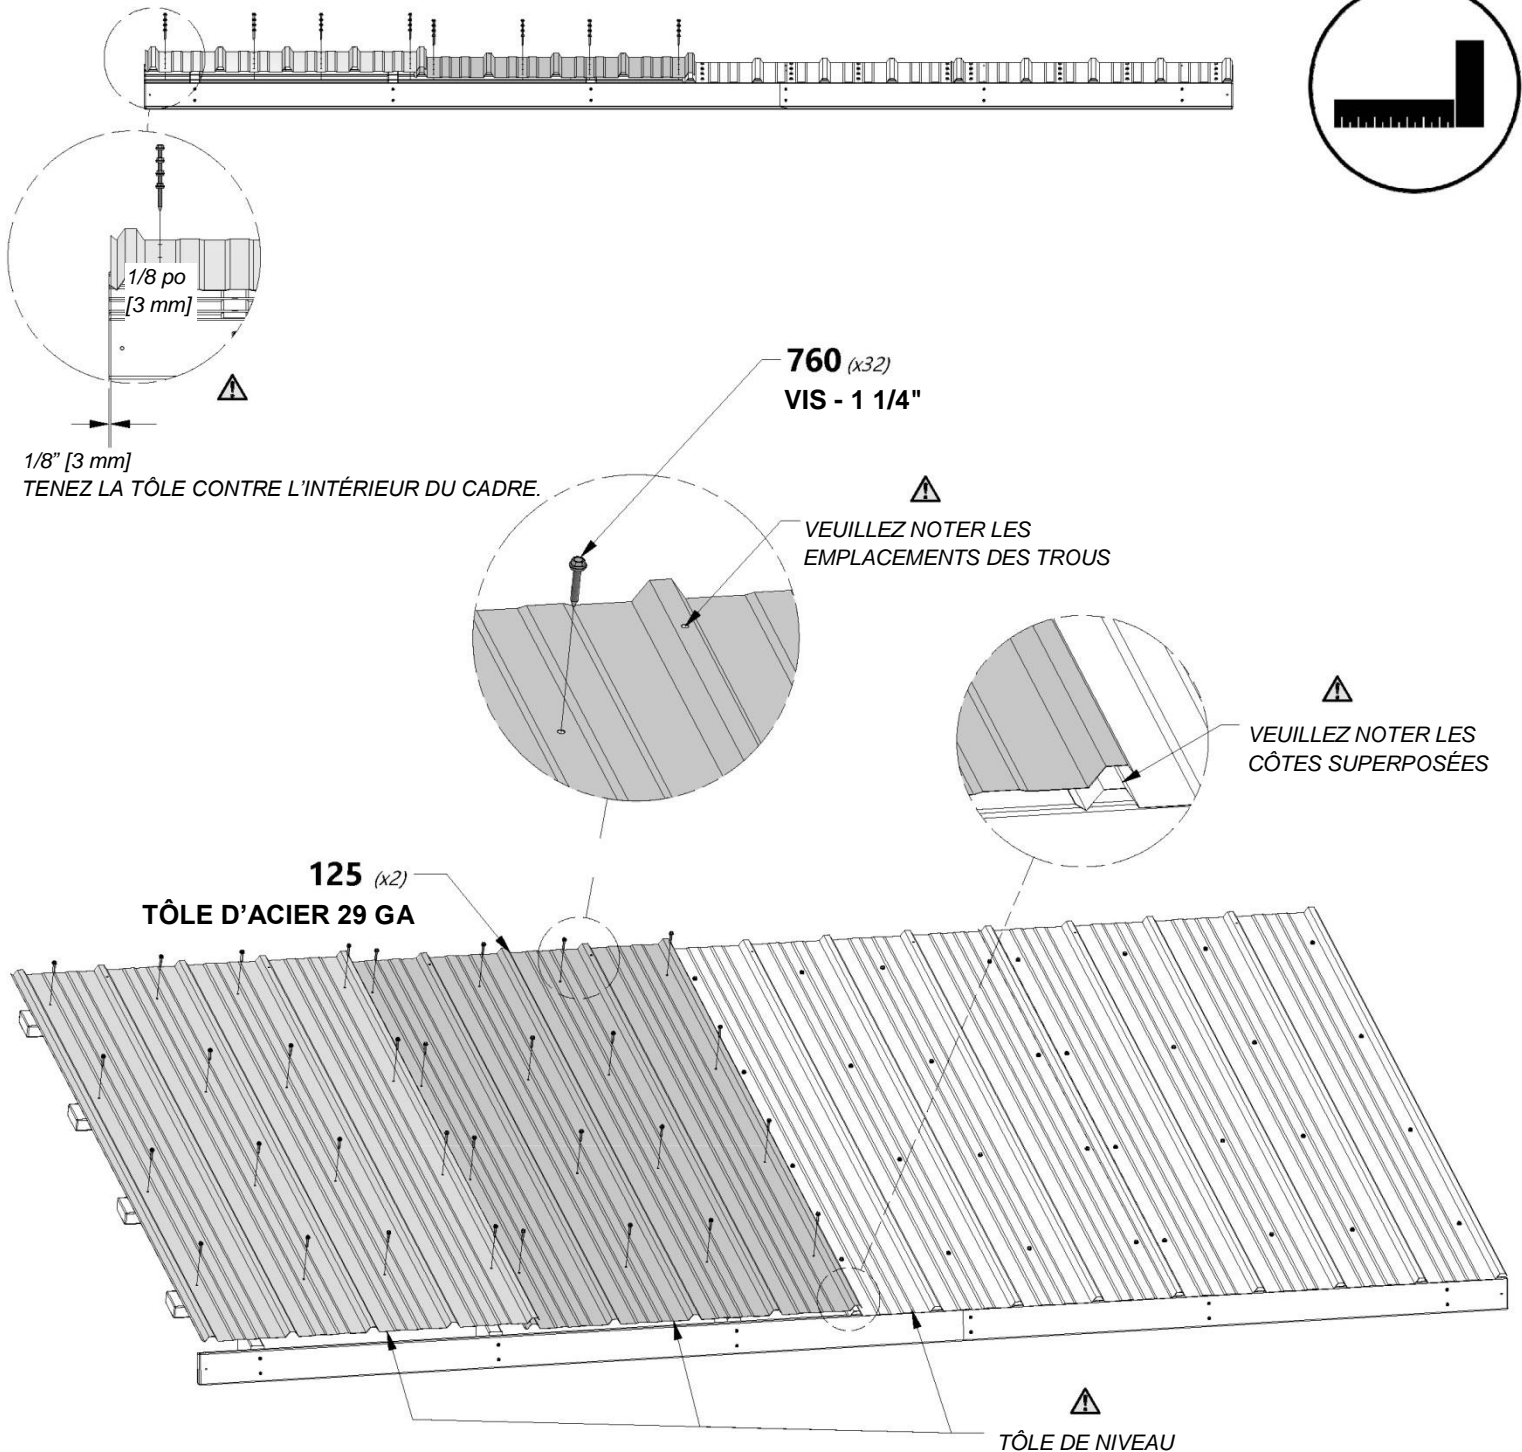 1/8 po
[3 mm]
760 (x32)
VIS - 1 1/4"
1/8” [3 mm]
TENEZ LA TÔLE CONTRE L’INTÉRIEUR DU CADRE.
VEUILLEZ NOTER LES
EMPLACEMENTS DES TROUS
VEUILLEZ NOTER LES
CÔTES SUPERPOSÉES
125 (x2)
TÔLE D’ACIER 29 GA
TÔLE DE NIVEAU